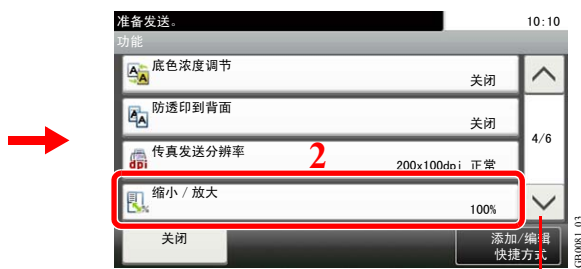 准备发送。 10:10
功能
底色浓度调节
关闭
防透印到背面
关闭
4/6
传真发送分辨率
dpi
200x100dpi 正常
2
缩小 / 放大
100%
关闭
添加/编辑
快捷方式
GB0081_03